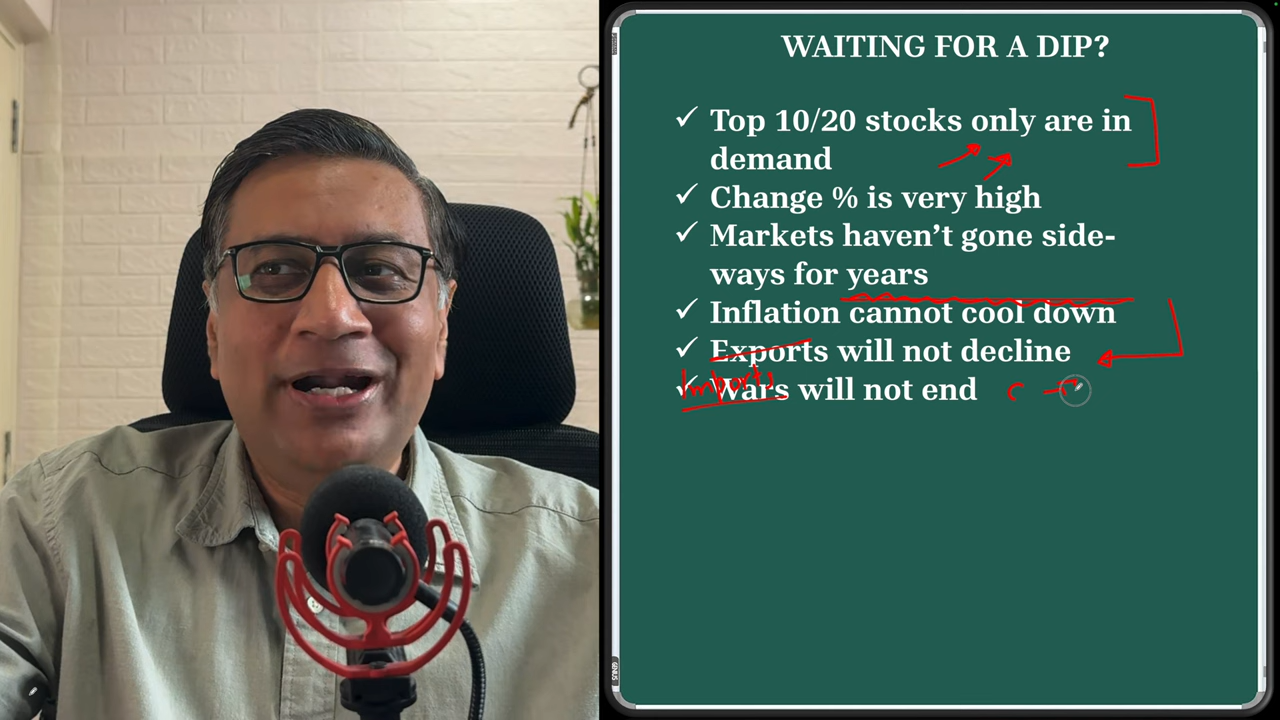 WAITING FOR A DIP?
✓ Top 10/20 stocks only are in
demand
✓ Change % is very high
✓ Markets haven't gone side-
ways for years
✓ Inflation cannot cool down
✓ Exports will not decline
Imports
✓ Wars will not end
GENIUS